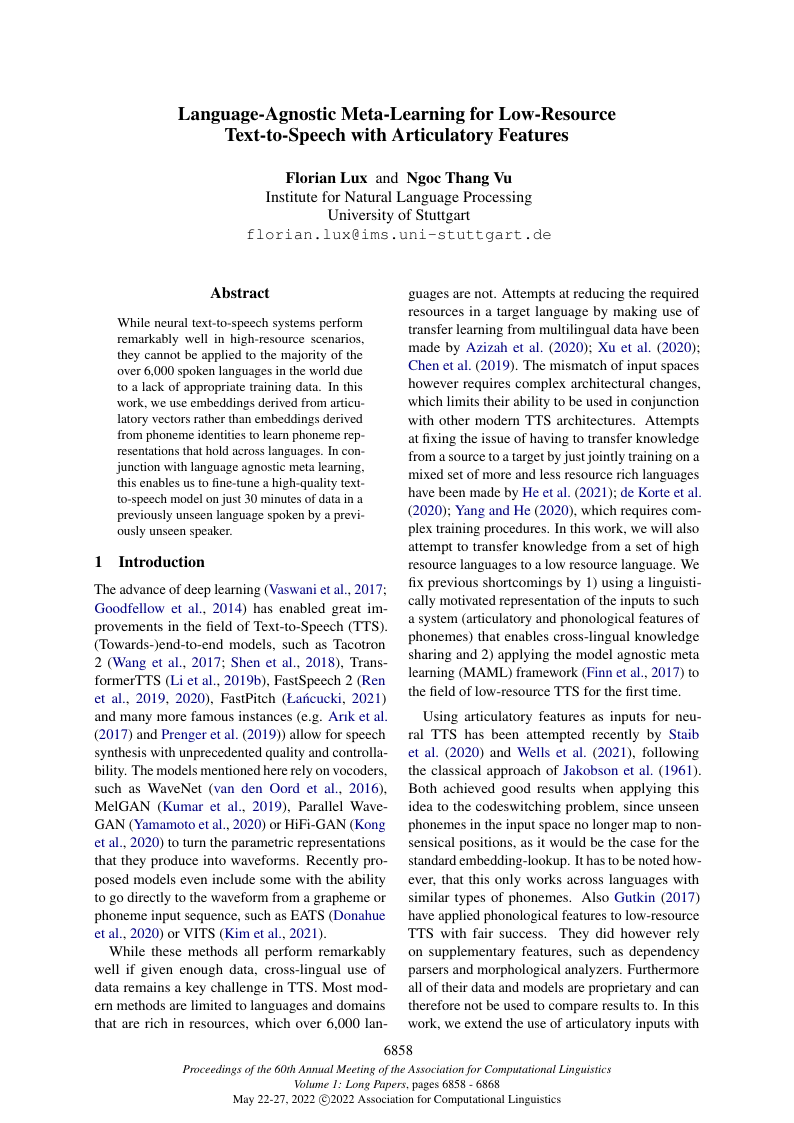 Language-Agnostic Meta-Learning for Low-Resource
Text-to-Speech with Articulatory Features
Florian Lux and Ngoc Thang Vu
Institute for Natural Language Processing
University of Stuttgart
florian.lux@ims.uni-stuttgart.de
Abstract
While neural text-to-speech systems perform
remarkably well in high-resource scenarios,
they cannot be applied to the majority of the
over 6,000 spoken languages in the world due
to a lack of appropriate training data. In this
work, we use embeddings derived from articu-
latory vectors rather than embeddings derived
from phoneme identities to learn phoneme rep-
resentations that hold across languages. In con-
junction with language agnostic meta learning,
this enables us to fine-tune a high-quality text-
to-speech model on just 30 minutes of data in a
previously unseen language spoken by a previ-
ously unseen speaker.
1 Introduction
The advance of deep learning (Vaswani et al., 2017;
Goodfellow et al., 2014) has enabled great im-
provements in the field of Text-to-Speech (TTS).
(Towards-)end-to-end models, such as Tacotron
2 (Wang et al., 2017; Shen et al., 2018), Trans-
formerTTS (Li et al., 2019b), FastSpeech 2 (Ren
et al., 2019, 2020), FastPitch (Łańcucki, 2021)
and many more famous instances (e.g. Arık et al.
(2017) and Prenger et al. (2019)) allow for speech
synthesis with unprecedented quality and controlla-
bility. The models mentioned here rely on vocoders,
such as WaveNet (van den Oord et al., 2016),
MelGAN (Kumar et al., 2019), Parallel Wave-
GAN (Yamamoto et al., 2020) or HiFi-GAN (Kong
et al., 2020) to turn the parametric representations
that they produce into waveforms. Recently pro-
posed models even include some with the ability
to go directly to the waveform from a grapheme or
phoneme input sequence, such as EATS (Donahue
et al., 2020) or VITS (Kim et al., 2021).
While these methods all perform remarkably
well if given enough data, cross-lingual use of
data remains a key challenge in TTS. Most mod-
ern methods are limited to languages and domains
that are rich in resources, which over 6,000 lan-
guages are not. Attempts at reducing the required
resources in a target language by making use of
transfer learning from multilingual data have been
made by Azizah et al. (2020); Xu et al. (2020);
Chen et al. (2019). The mismatch of input spaces
however requires complex architectural changes,
which limits their ability to be used in conjunction
with other modern TTS architectures. Attempts
at fixing the issue of having to transfer knowledge
from a source to a target by just jointly training on a
mixed set of more and less resource rich languages
have been made by He et al. (2021); de Korte et al.
(2020); Yang and He (2020), which requires com-
plex training procedures. In this work, we will also
attempt to transfer knowledge from a set of high
resource languages to a low resource language. We
fix previous shortcomings by 1) using a linguisti-
cally motivated representation of the inputs to such
a system (articulatory and phonological features of
phonemes) that enables cross-lingual knowledge
sharing and 2) applying the model agnostic meta
learning (MAML) framework (Finn et al., 2017) to
the field of low-resource TTS for the first time.
Using articulatory features as inputs for neu-
ral TTS has been attempted recently by Staib
et al. (2020) and Wells et al. (2021), following
the classical approach of Jakobson et al. (1961).
Both achieved good results when applying this
idea to the codeswitching problem, since unseen
phonemes in the input space no longer map to non-
sensical positions, as it would be the case for the
standard embedding-lookup. It has to be noted how-
ever, that this only works across languages with
similar types of phonemes. Also Gutkin (2017)
have applied phonological features to low-resource
TTS with fair success. They did however rely
on supplementary features, such as dependency
parsers and morphological analyzers. Furthermore
all of their data and models are proprietary and can
therefore not be used to compare results to. In this
work, we extend the use of articulatory inputs with
6858
Proceedings of the 60th Annual Meeting of the Association for Computational Linguistics
Volume 1: Long Papers, pages 6858 - 6868
May 22-27, 2022 ©2022 Association for Computational Linguistics